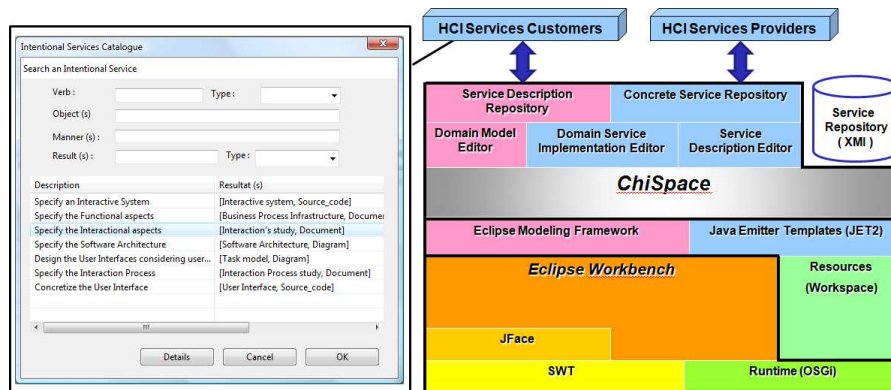 Intentional Services Catalogue
Search an Intentional Service
Verb : Type :
Object (s)
Manner (s) :
Result (s) : Type :
Description Resultat (s)
Specify an Interactive System [Interactive system, Source_code]
Specify the Functional aspects [Business Process Infrastructure, Documen
Specify the Interactional aspects [Interaction's study, Document]
Specify the Software Architecture [Software Architecture, Diagram]
Design the User Interfaces considering user... [Task model, Diagram]
Specify the Interaction Process [Interaction Process study, Document]
Concretize the User Interface [User Interface, Source_code]
Details Cancel OK
HCI Services Customers HCI Services Providers
Service Description
Repository
Concrete Service Repository
Domain Model
Editor
Domain Service
Implementation Editor
Service
Description Editor
Service
Repository
( XMI )
ChiSpace
Eclipse Modeling Framework Java Emitter Templates (JET2)
Eclipse Workbench
Resources
(Workspace)
JFace
SWT Runtime (OSGi)